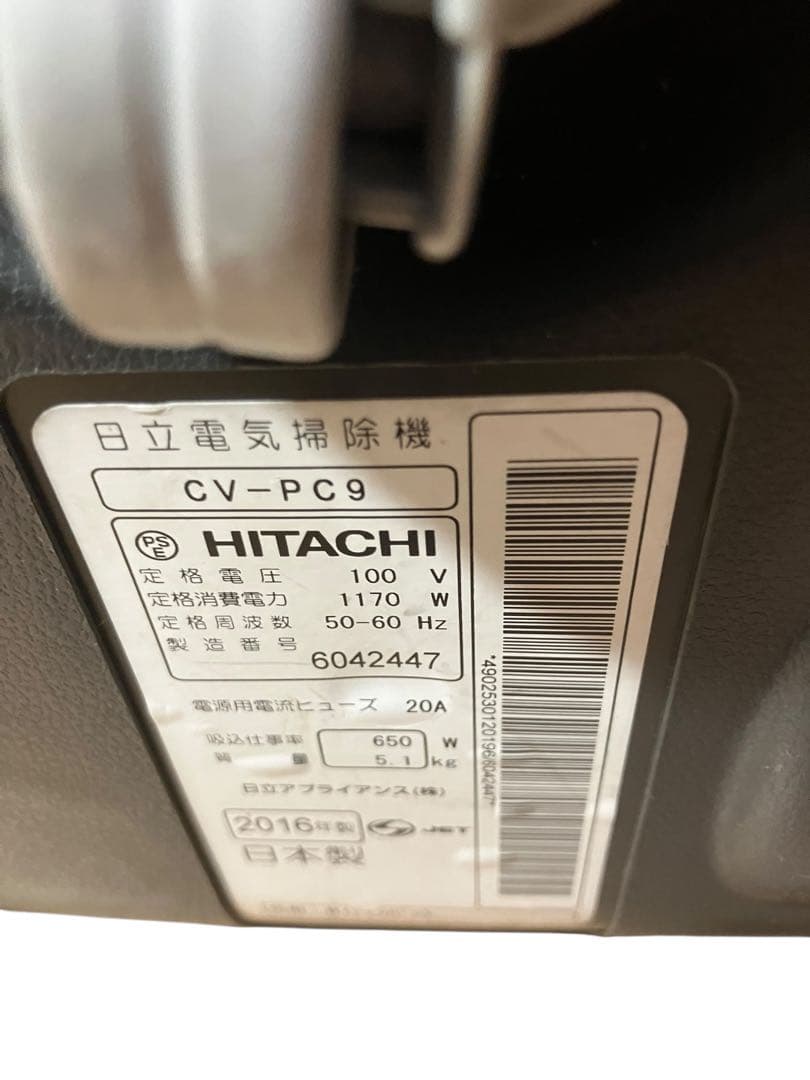 日立電気掃除機
CV-PC9
PSE HITACHI
定格電圧 100 V
定格消費電力 1170 W
定格周波数 50-60 Hz
製造番号 6042447
電源用電流ヒューズ 20A
吸込仕事率 650 W
質量 5.1 kg
日立アプライアンス(株)
2016年製 JET
日本製
*49025301201966042447*